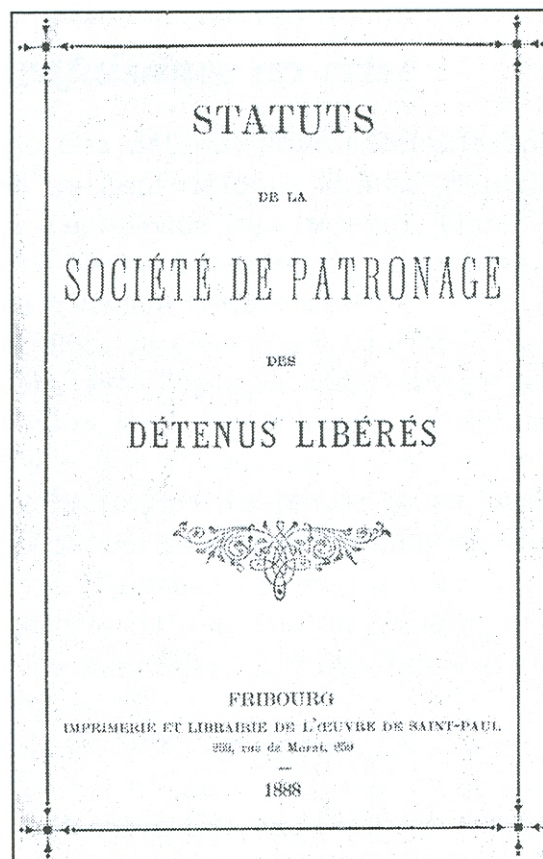 STATUTS
DE LA
SOCIÉTÉ DE PATRONAGE
DES
DÉTENUS LIBÉRÉS
FRIBOURG
IMPRIMERIE ET LIBRAIRIE DE L'ŒUVRE DE SAINT-PAUL
259, rue de Morat, 259
1888